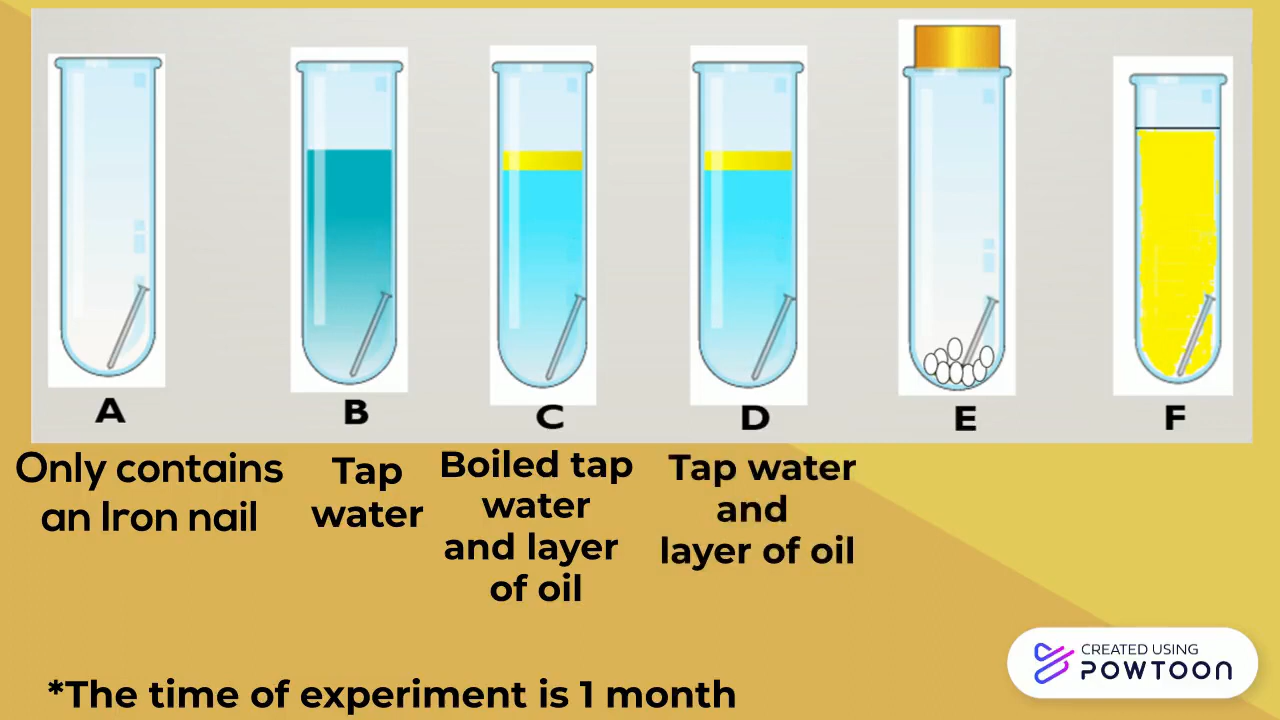 A
B
C
D
E
F
Only contains
an Iron nail
Tap
water
Boiled tap
water
and layer
of oil
Tap water
and
layer of oil
*The time of experiment is 1 month
CREATED USING
POWTOON